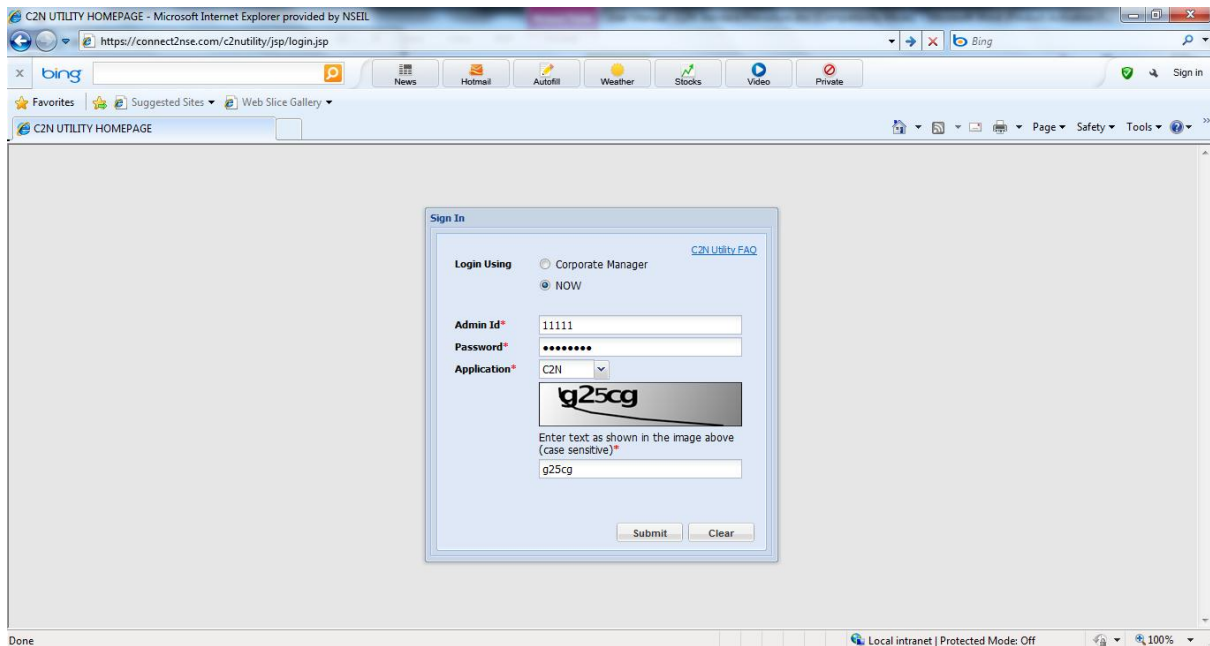 C2N UTILITY HOMEPAGE - Microsoft Internet Explorer provided by NSEIL
https://connect2nse.com/c2nutility/jsp/login.jsp
Bing
x bing News Hotmail Autofill Weather Stocks Video Private Sign in
Favorites Suggested Sites Web Slice Gallery
C2N UTILITY HOMEPAGE Page Safety Tools
Sign In
C2N Utility FAQ
Login Using Corporate Manager
NOW
Admin Id* 11111
Password* ••••••••
Application* C2N
g25cg
Enter text as shown in the image above
(case sensitive)*
g25cg
Submit Clear
Done Local intranet | Protected Mode: Off 100%